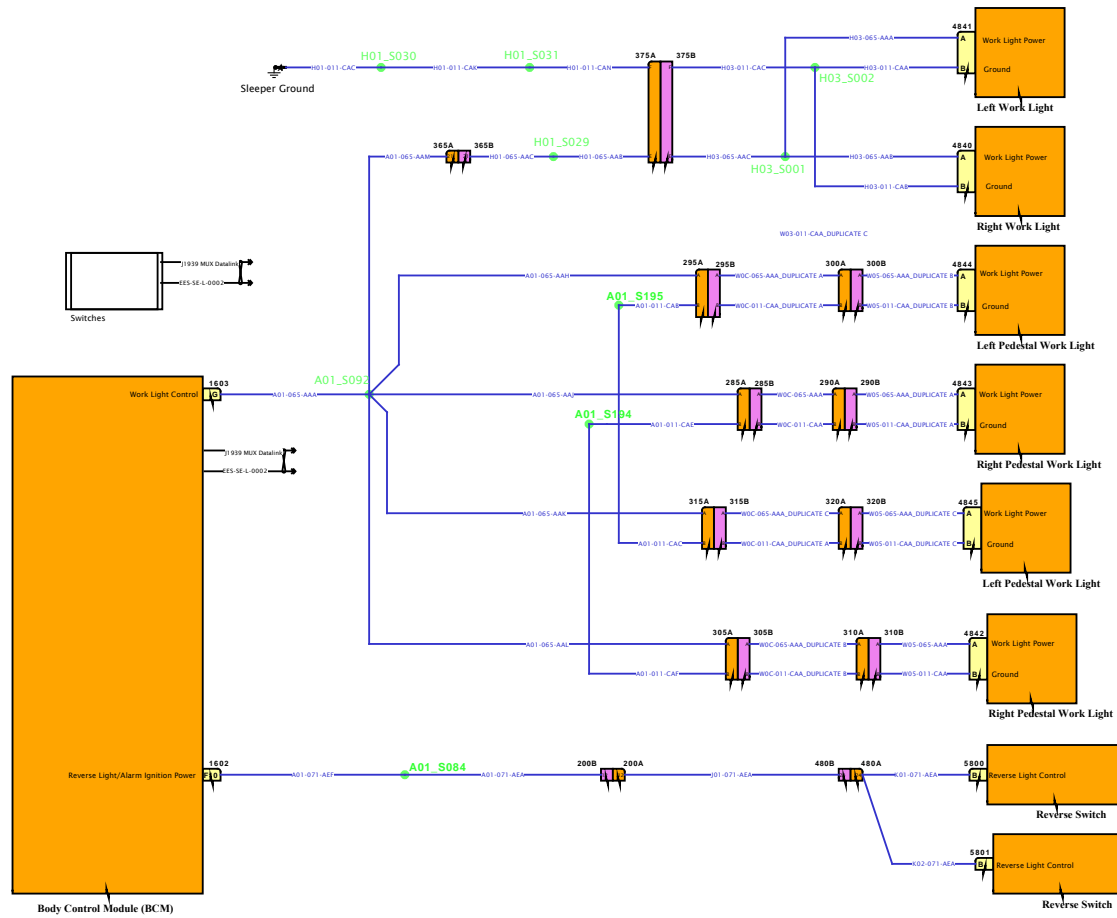 4841
H03-065-AAA
A
Work Light Power
H01_S030
H01_S031
375A
375B
H01-011-CAC
H01-011-CAK
H01-011-CAN
H03-011-CAC
H03-011-CAA
B
Ground
H03_S002
Sleeper Ground
Left Work Light
365A
365B
H01_S029
4840
A01-065-AAM
H01-065-AAC
H01-065-AAB
H03-065-AAC
H03-065-AAB
A
Work Light Power
H03_S001
H03-011-CAB
B
Ground
Right Work Light
W03-011-CAA_DUPLICATE C
J1939 MUX Datalink
EES-SE-L-0002
Switches
295A
295B
300A
300B
4844
A01-065-AAH
W0C-065-AAA_DUPLICATE A
W05-065-AAA_DUPLICATE B
A
Work Light Power
A01_S195
A01-011-CAB
W0C-011-CAA_DUPLICATE A
W05-011-CAA_DUPLICATE B
B
Ground
Left Pedestal Work Light
A01_S092
1603
285A
285B
290A
290B
4843
Work Light Control
G
A01-065-AAA
A01-065-AAJ
W0C-065-AAA
W05-065-AAA_DUPLICATE A
A
Work Light Power
A01_S194
A01-011-CAE
W0C-011-CAA
W05-011-CAA_DUPLICATE A
B
Ground
Right Pedestal Work Light
J1939 MUX Datalink
EES-SE-L-0002
315A
315B
320A
320B
4845
A01-065-AAK
W0C-065-AAA_DUPLICATE C
W05-065-AAA_DUPLICATE C
A
Work Light Power
A01-011-CAC
W0C-011-CAA_DUPLICATE A
W05-011-CAA_DUPLICATE C
B
Ground
Left Pedestal Work Light
305A
305B
310A
310B
4842
A01-065-AAL
W0C-065-AAA_DUPLICATE B
W05-065-AAA
A
Work Light Power
A01-011-CAF
W0C-011-CAA_DUPLICATE B
W05-011-CAA
B
Ground
Right Pedestal Work Light
1602
A01_S084
200B
200A
480B
480A
5800
Reverse Light/Alarm Ignition Power
A01-071-AEF
A01-071-AEA
J01-071-AEA
K01-071-AEA
B
Reverse Light Control
Reverse Switch
5801
K02-071-AEA
B
Reverse Light Control
Reverse Switch
Body Control Module (BCM)